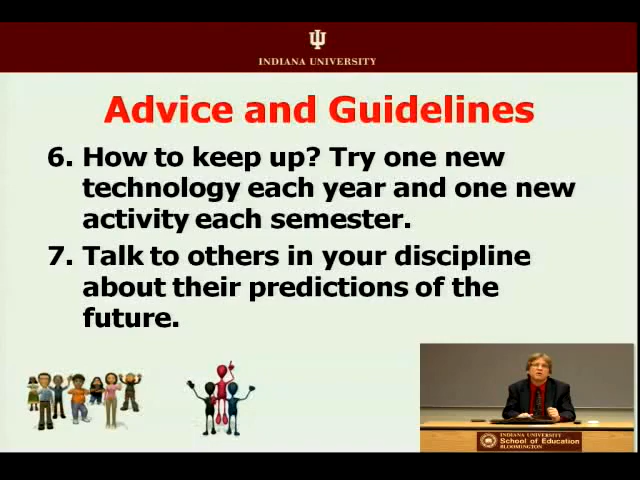 INDIANA UNIVERSITY
Advice and Guidelines
6. How to keep up? Try one new
technology each year and one new
activity each semester.
7. Talk to others in your discipline
about their predictions of the
future.
INDIANA UNIVERSITY
School of Education
BLOOMINGTON